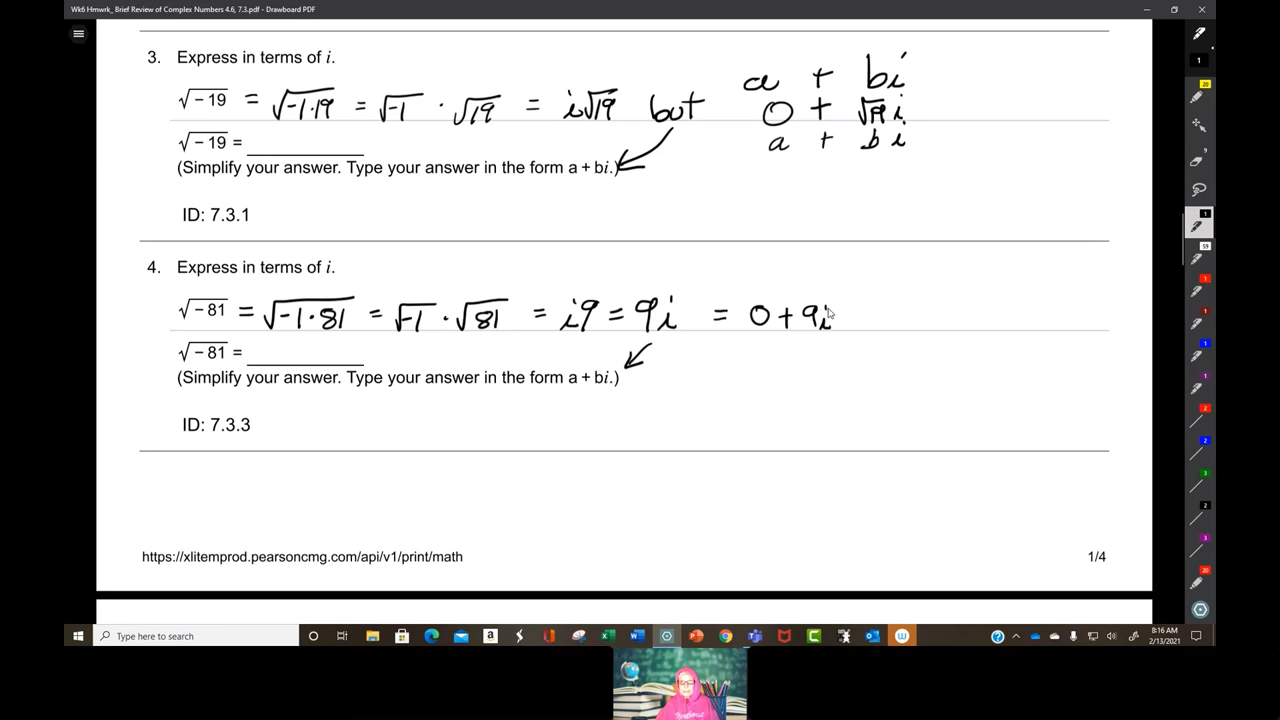 Wk6 Hmwrk_ Brief Review of Complex Numbers 4.6, 7.3.pdf - Drawboard PDF
3. Express in terms of i.
a + bi
√-19 = √-1·19 = √-1 · √19 = i√19 but 0 + √19 i
√-19 = a + bi
(Simplify your answer. Type your answer in the form a + bi.)
ID: 7.3.1
4. Express in terms of i.
√-81 = √-1·81 = √-1 · √81 = i9 = 9i = 0 + 9i
√-81 =
(Simplify your answer. Type your answer in the form a + bi.)
ID: 7.3.3
https://xlitemprod.pearsoncmg.com/api/v1/print/math 1/4
Type here to search
8:16 AM
2/13/2021